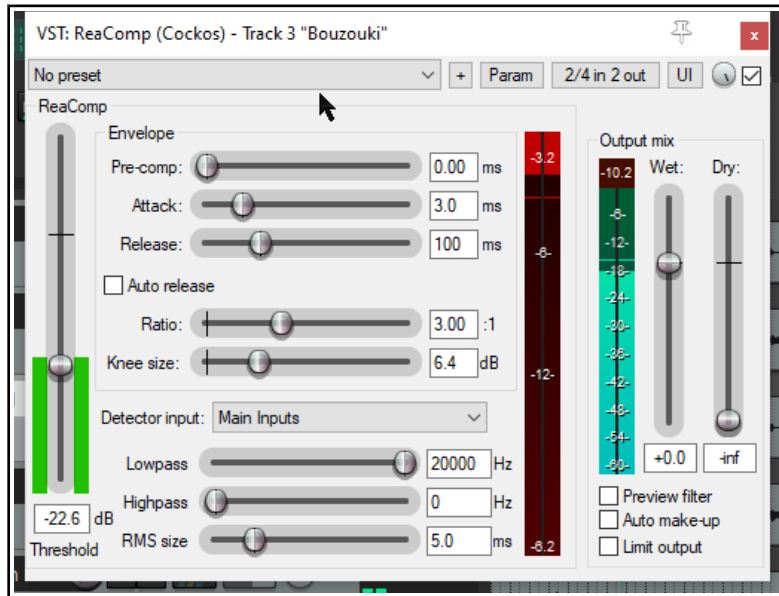 VST: ReaComp (Cockos) - Track 3 "Bouzouki"
x
No preset + Param 2/4 in 2 out UI
ReaComp
Envelope
Pre-comp: 0.00 ms
Attack: 3.0 ms
Release: 100 ms
Auto release
Ratio: 3.00 :1
Knee size: 6.4 dB
Detector input: Main Inputs
Lowpass 20000 Hz
Highpass 0 Hz
RMS size 5.0 ms
-22.6 dB
Threshold
-3.2
-6-
-12-
-6.2
Output mix
Wet: Dry:
-10.2
-6-
-12-
-18-
-24-
-30-
-36-
-42-
-48-
-54-
-60-
+0.0 -inf
Preview filter
Auto make-up
Limit output